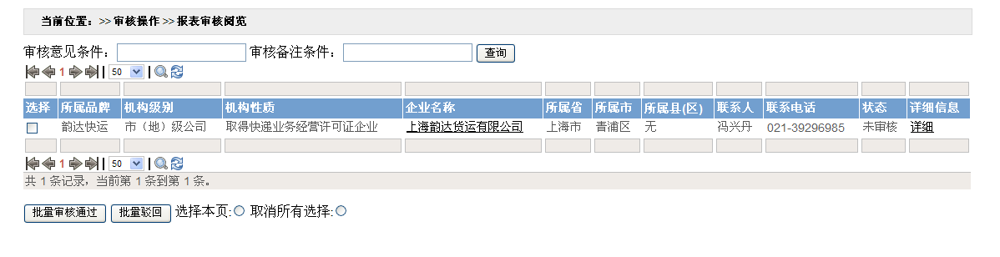 当前位置：>>审核操作>>报表审核阅览
审核意见条件： 审核备注条件： 查询
1 50
选择 所属品牌 机构级别 机构性质 企业名称 所属省 所属市 所属县(区) 联系人 联系电话 状态 详细信息
韵达快运 市（地）级公司 取得快递业务经营许可证企业 上海韵达货运有限公司 上海市 青浦区 无 冯兴丹 021-39296985 未审核 详细
1 50
共 1 条记录，当前第 1 条到第 1 条。
批量审核通过 批量驳回 选择本页: 取消所有选择: